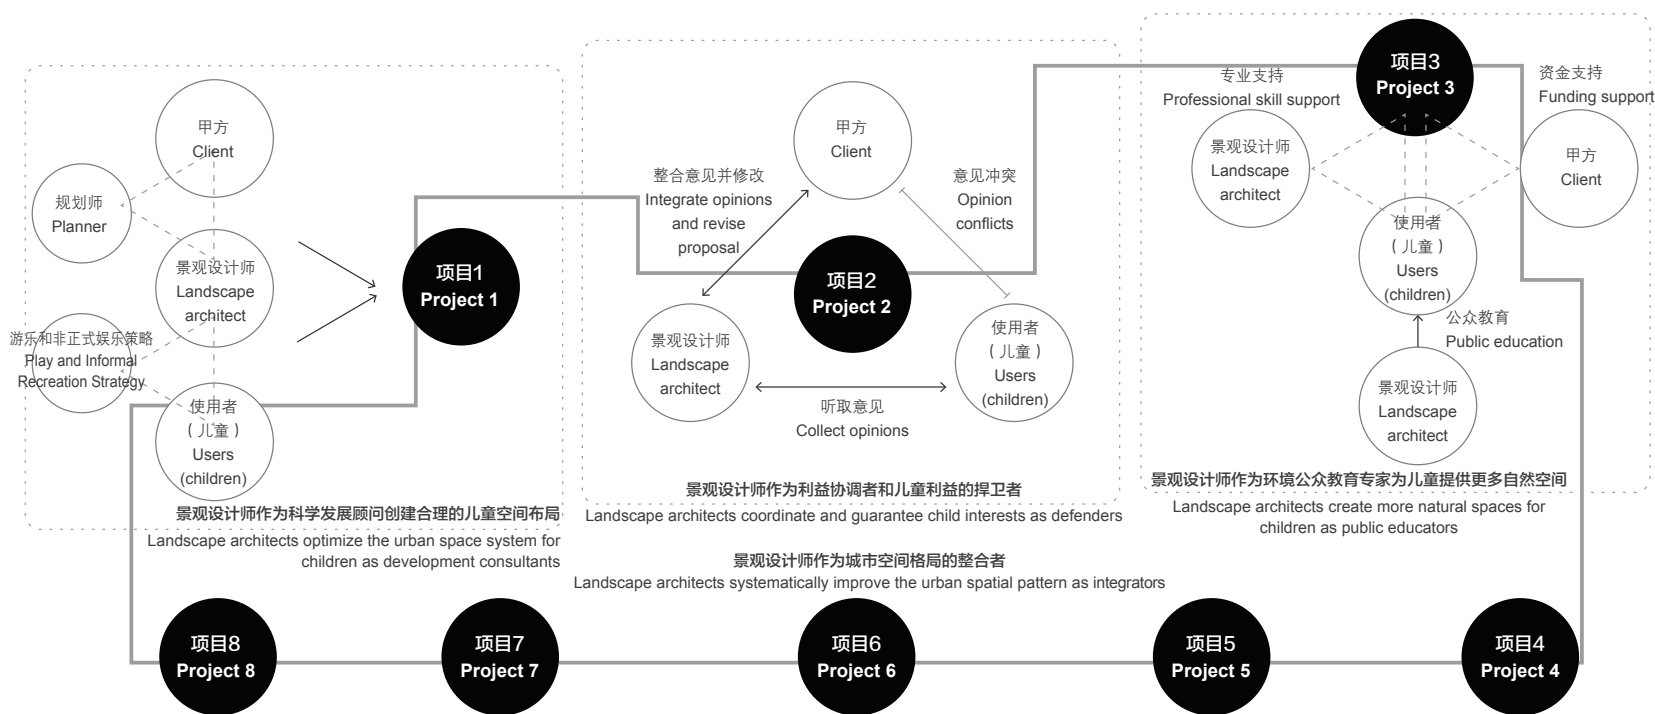 甲方
Client
规划师
Planner
景观设计师
Landscape
architect
游乐和非正式娱乐策略
Play and Informal
Recreation Strategy
使用者
（儿童）
Users
(children)
项目1
Project 1
景观设计师作为科学发展顾问创建合理的儿童空间布局
Landscape architects optimize the urban space system for
children as development consultants
甲方
Client
整合意见并修改
Integrate opinions
and revise
proposal
意见冲突
Opinion
conflicts
项目2
Project 2
景观设计师
Landscape
architect
使用者
（儿童）
Users
(children)
听取意见
Collect opinions
景观设计师作为利益协调者和儿童利益的捍卫者
Landscape architects coordinate and guarantee child interests as defenders
项目3
Project 3
专业支持
Professional skill support
资金支持
Funding support
景观设计师
Landscape
architect
甲方
Client
使用者
（儿童）
Users
(children)
公众教育
Public education
景观设计师
Landscape
architect
景观设计师作为环境公众教育专家为儿童提供更多自然空间
Landscape architects create more natural spaces for
children as public educators
景观设计师作为城市空间格局的整合者
Landscape architects systematically improve the urban spatial pattern as integrators
项目8
Project 8
项目7
Project 7
项目6
Project 6
项目5
Project 5
项目4
Project 4